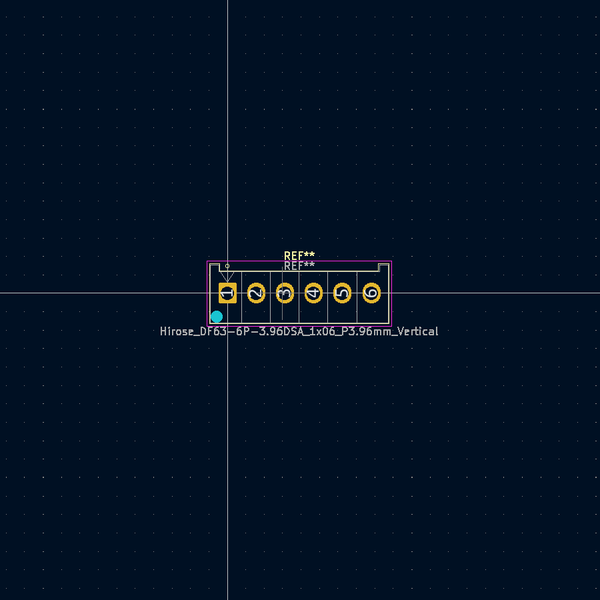 REF**
REF**
1 2 3 4 5 6
Hirose_DF63-6P-3.96DSA_1x06_P3.96mm_Vertical